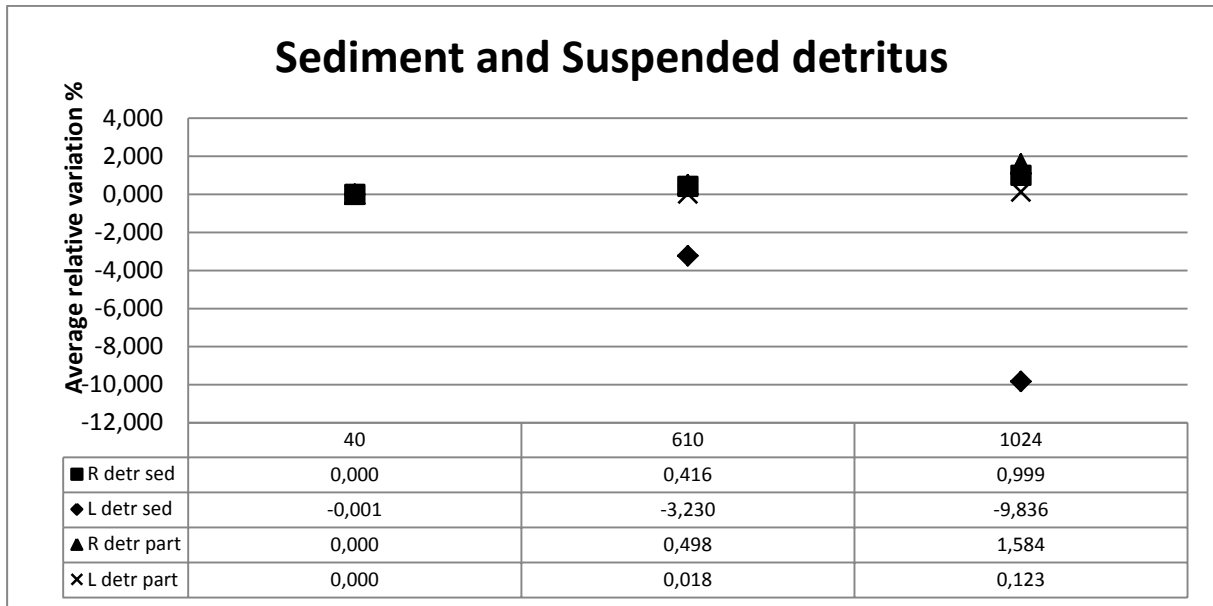 Sediment and Suspended detritus
Average relative variation %
4,000
2,000
0,000
-2,000
-4,000
-6,000
-8,000
-10,000
-12,000
40 610 1024
R detr sed 0,000 0,416 0,999
L detr sed -0,001 -3,230 -9,836
R detr part 0,000 0,498 1,584
L detr part 0,000 0,018 0,123